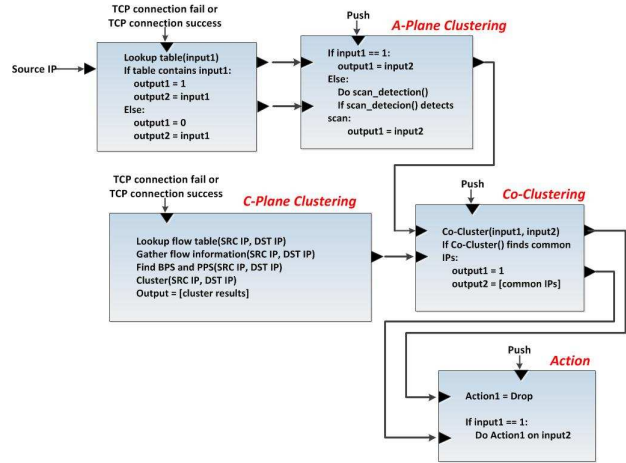 TCP connection fail or
TCP connection success
Push
A-Plane Clustering
Source IP
Lookup table(input1)
If table contains input1:
output1 = 1
output2 = input1
Else:
output1 = 0
output2 = input1
If input1 == 1:
output1 = input2
Else:
Do scan_detection()
If scan_detecion() detects
scan:
output1 = input2
TCP connection fail or
TCP connection success
C-Plane Clustering
Push
Co-Clustering
Lookup flow table(SRC IP, DST IP)
Gather flow information(SRC IP, DST IP)
Find BPS and PPS(SRC IP, DST IP)
Cluster(SRC IP, DST IP)
Output = [cluster results]
Co-Cluster(input1, input2)
If Co-Cluster() finds common
IPs:
output1 = 1
output2 = [common IPs]
Push
Action
Action1 = Drop
If input1 == 1:
Do Action1 on input2